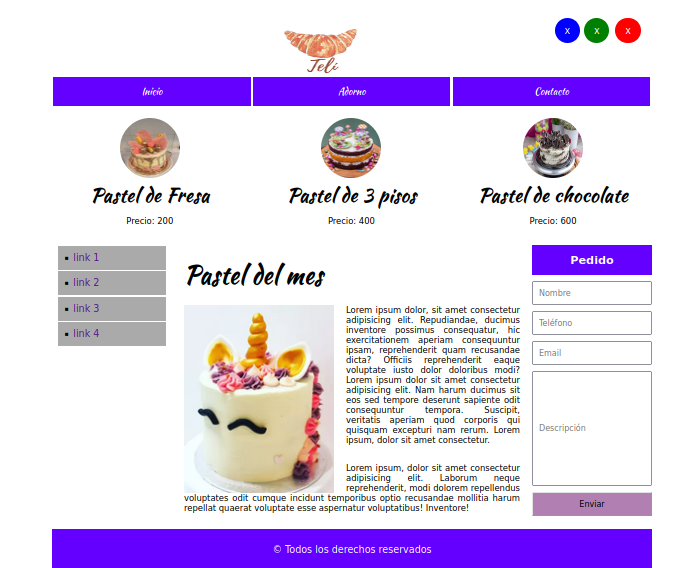 x x x
Teli
Inicio Adorno Contacto
Pastel de Fresa
Precio: 200
Pastel de 3 pisos
Precio: 400
Pastel de chocolate
Precio: 600
link 1
link 2
link 3
link 4
Pastel del mes
Lorem ipsum dolor, sit amet consectetur
adipisicing elit. Repudiandae, ducimus
inventore possimus consequatur, hic
exercitationem aperiam consequuntur
ipsam, reprehenderit quam recusandae
dicta? Officiis reprehenderit eaque
voluptate iusto dolor doloribus modi?
Lorem ipsum dolor sit amet consectetur
adipisicing elit. Nam harum ducimus sit
eos sed tempore deserunt sapiente odit
consequuntur tempora. Suscipit,
veritatis aperiam quod corporis qui
quisquam excepturi nam rerum. Lorem
ipsum, dolor sit amet consectetur.
Lorem ipsum, dolor sit amet consectetur
adipisicing elit. Laborum neque
reprehenderit, modi dolorem repellendus
voluptates odit cumque incidunt temporibus optio recusandae mollitia harum
repellat quaerat voluptate esse aspernatur voluptatibus! Inventore!
Pedido
Nombre
Teléfono
Email
Descripción
Enviar
© Todos los derechos reservados